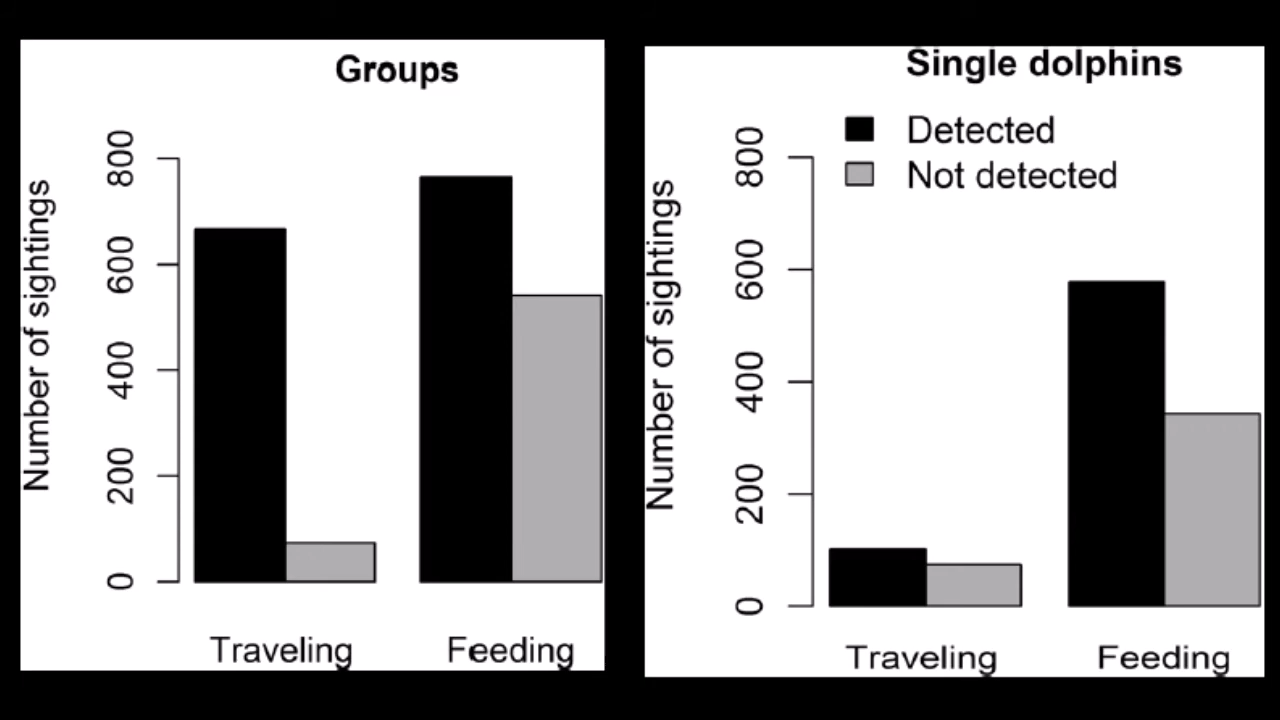 Groups
Number of sightings
800
600
400
200
0
Traveling Feeding
Single dolphins
Detected
Not detected
Number of sightings
800
600
400
200
0
Traveling Feeding